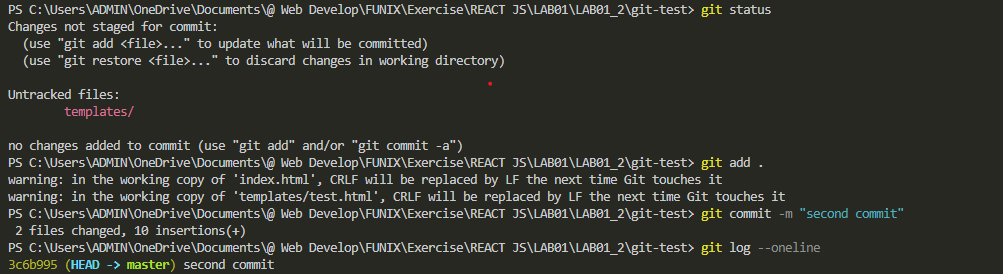 PS C:\Users\ADMIN\OneDrive\Documents\@ Web Develop\FUNIX\Exercise\REACT JS\LAB01\LAB01_2\git-test> git status
Changes not staged for commit:
  (use "git add <file>..." to update what will be committed)
  (use "git restore <file>..." to discard changes in working directory)

Untracked files:
        templates/

no changes added to commit (use "git add" and/or "git commit -a")
PS C:\Users\ADMIN\OneDrive\Documents\@ Web Develop\FUNIX\Exercise\REACT JS\LAB01\LAB01_2\git-test> git add .
warning: in the working copy of 'index.html', CRLF will be replaced by LF the next time Git touches it
warning: in the working copy of 'templates/test.html', CRLF will be replaced by LF the next time Git touches it
PS C:\Users\ADMIN\OneDrive\Documents\@ Web Develop\FUNIX\Exercise\REACT JS\LAB01\LAB01_2\git-test> git commit -m "second commit"
 2 files changed, 10 insertions(+)
PS C:\Users\ADMIN\OneDrive\Documents\@ Web Develop\FUNIX\Exercise\REACT JS\LAB01\LAB01_2\git-test> git log --oneline
3c6b995 (HEAD -> master) second commit